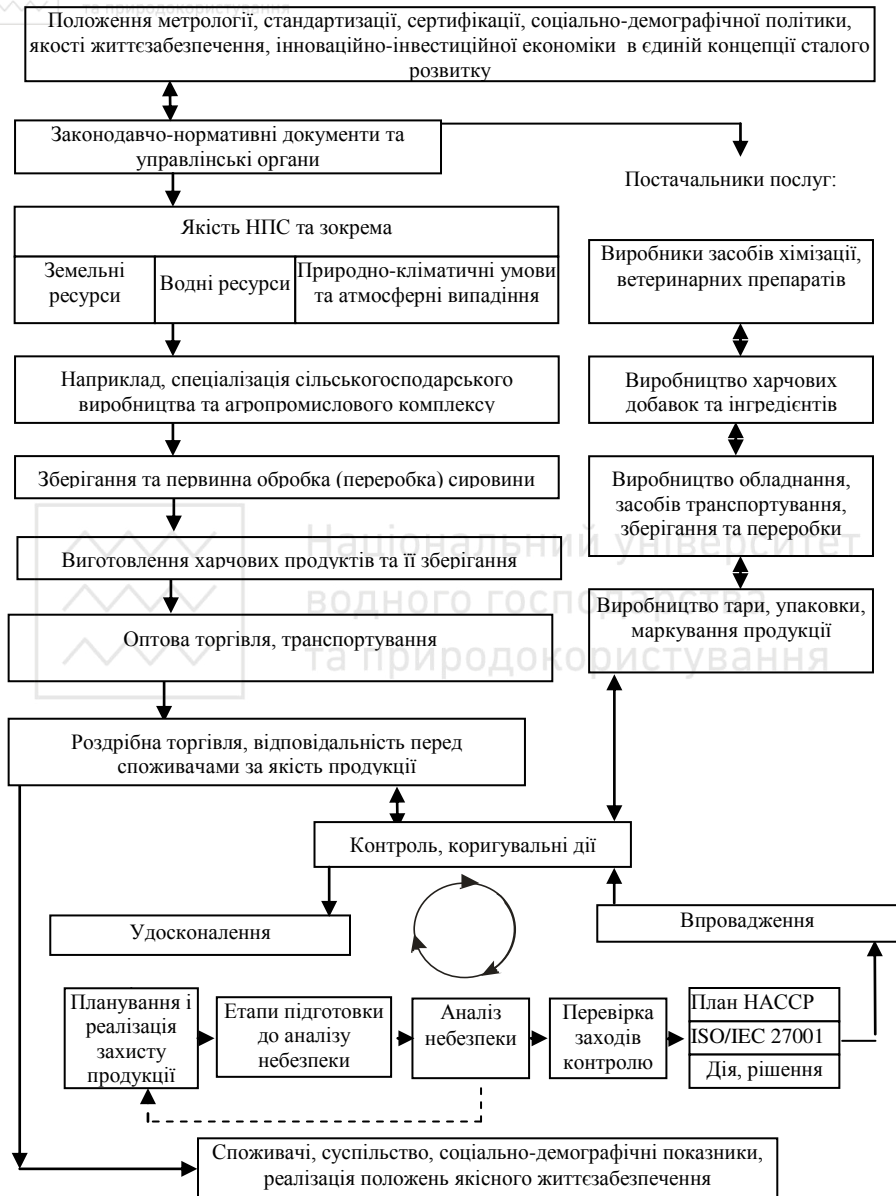 та природокористування
Положення метрології, стандартизації, сертифікації, соціально-демографічної політики,
якості життєзабезпечення, інноваційно-інвестиційної економіки в єдиній концепції сталого
розвитку
Законодавчо-нормативні документи та
управлінські органи
Постачальники послуг:
Якість НПС та зокрема
Земельні
ресурси
Водні ресурси
Природно-кліматичні умови
та атмосферні випадіння
Виробники засобів хімізації,
ветеринарних препаратів
Наприклад, спеціалізація сільськогосподарського
виробництва та агропромислового комплексу
Виробництво харчових
добавок та інгредієнтів
Зберігання та первинна обробка (переробка) сировини
Виробництво обладнання,
засобів транспортування,
зберігання та переробки
Національний університет
водного господарства
та природокористування
Виготовлення харчових продуктів та її зберігання
Виробництво тари, упаковки,
маркування продукції
Оптова торгівля, транспортування
Роздрібна торгівля, відповідальність перед
споживачами за якість продукції
Контроль, коригувальні дії
Удосконалення
Впровадження
Планування і
реалізація
захисту
продукції
Етапи підготовки
до аналізу
небезпеки
Аналіз
небезпеки
Перевірка
заходів
контролю
План НАССР
ISO/IEC 27001
Дія, рішення
Споживачі, суспільство, соціально-демографічні показники,
реалізація положень якісного життєзабезпечення